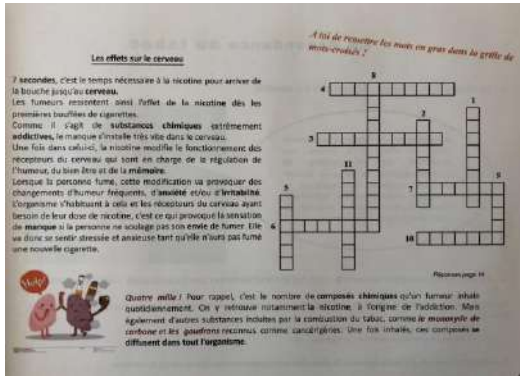 A toi de remettre les mots en gras dans la grille de
mots-croisés !
Les effets sur le cerveau
7 secondes, c'est le temps nécessaire à la nicotine pour arriver de
la bouche jusqu'au cerveau.
Les fumeurs ressentent ainsi l'effet de la nicotine dès les
premières bouffées de cigarettes.
Comme il s'agit de substances chimiques extrêmement
addictives, le manque s'installe très vite dans le cerveau.
Une fois dans celui-ci, la nicotine modifie le fonctionnement des
récepteurs du cerveau qui sont en charge de la régulation de
l'humeur, du bien être et de la mémoire.
Lorsque la personne fume, cette modification va provoquer des
changements d'humeur fréquents, d'anxiété et/ou d'irritabilité.
L'organisme s'habituent à cela et les récepteurs du cerveau ayant
besoin de leur dose de nicotine, c'est ce qui provoque la sensation
de manque si la personne ne soulage pas son envie de fumer. Elle
va donc se sentir stressée et anxieuse tant qu'elle n'aura pas fumé
une nouvelle cigarette.
8
4
1
2
3
11
9
5
7
6
10
Réponses page 14
Help!
Quatre mille ! Pour rappel, c'est le nombre de composés chimiques qu'un fumeur inhale
quotidiennement. On y retrouve notamment la nicotine, à l'origine de l'addiction. Mais
également d'autres substances induites par la combustion du tabac, comme le monoxyde de
carbone et les goudrons reconnus comme cancérigènes. Une fois inhalés, ces composés se
diffusent dans tout l'organisme.